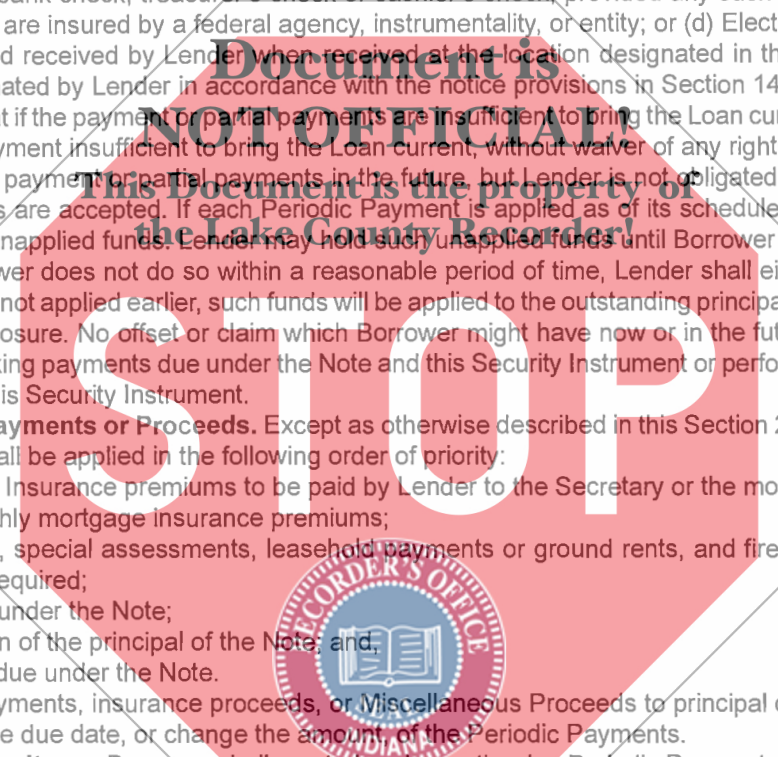 are insured by a federal agency, instrumentality, or entity; or (d) Elect
Document is
d received by Lender when received at the location designated in th
ated by Lender in accordance with the notice provisions in Section 14
NOT OFFICIAL!
t if the payment or partial payments are insufficient to bring the Loan cur
yment insufficient to bring the Loan current, without waiver of any right
This Document is the property of
payment or partial payments in the future, but Lender is not obligated
s are accepted. If each Periodic Payment is applied as of its schedule
the Lake County Recorder!
napplied funds. Lender may hold such unapplied funds until Borrower
wer does not do so within a reasonable period of time, Lender shall ei
not applied earlier, such funds will be applied to the outstanding principa
STOP
osure. No offset or claim which Borrower might have now or in the fut
king payments due under the Note and this Security Instrument or perfo
is Security Instrument.
ayments or Proceeds. Except as otherwise described in this Section 2
all be applied in the following order of priority:
Insurance premiums to be paid by Lender to the Secretary or the mo
hly mortgage insurance premiums;
, special assessments, leasehold payments or ground rents, and fire
equired;
RECORDER'S OFFICE
under the Note;
n of the principal of the Note; and,
due under the Note.
SEAL
yments, insurance proceeds, or Miscellaneous Proceeds to principal
INDIANA
e due date, or change the amount, of the Periodic Payments.